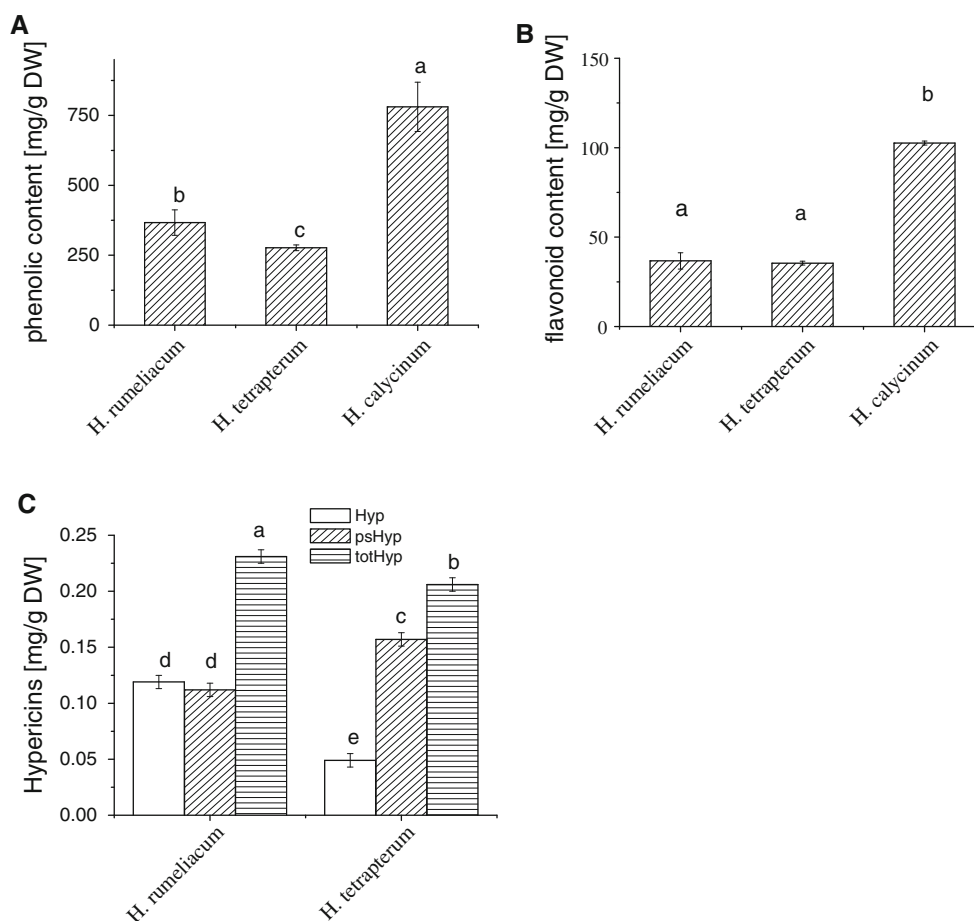 A
phenolic content [mg/g DW]
750
500
250
0
b
c
a
H. rumeliacum
H. tetrapterum
H. calycinum
B
flavonoid content [mg/g DW]
150
100
50
0
a
a
b
H. rumeliacum
H. tetrapterum
H. calycinum
C
Hypericins [mg/g DW]
0.25
0.20
0.15
0.10
0.05
0.00
Hyp
psHyp
totHyp
d
d
a
e
c
b
H. rumeliacum
H. tetrapterum